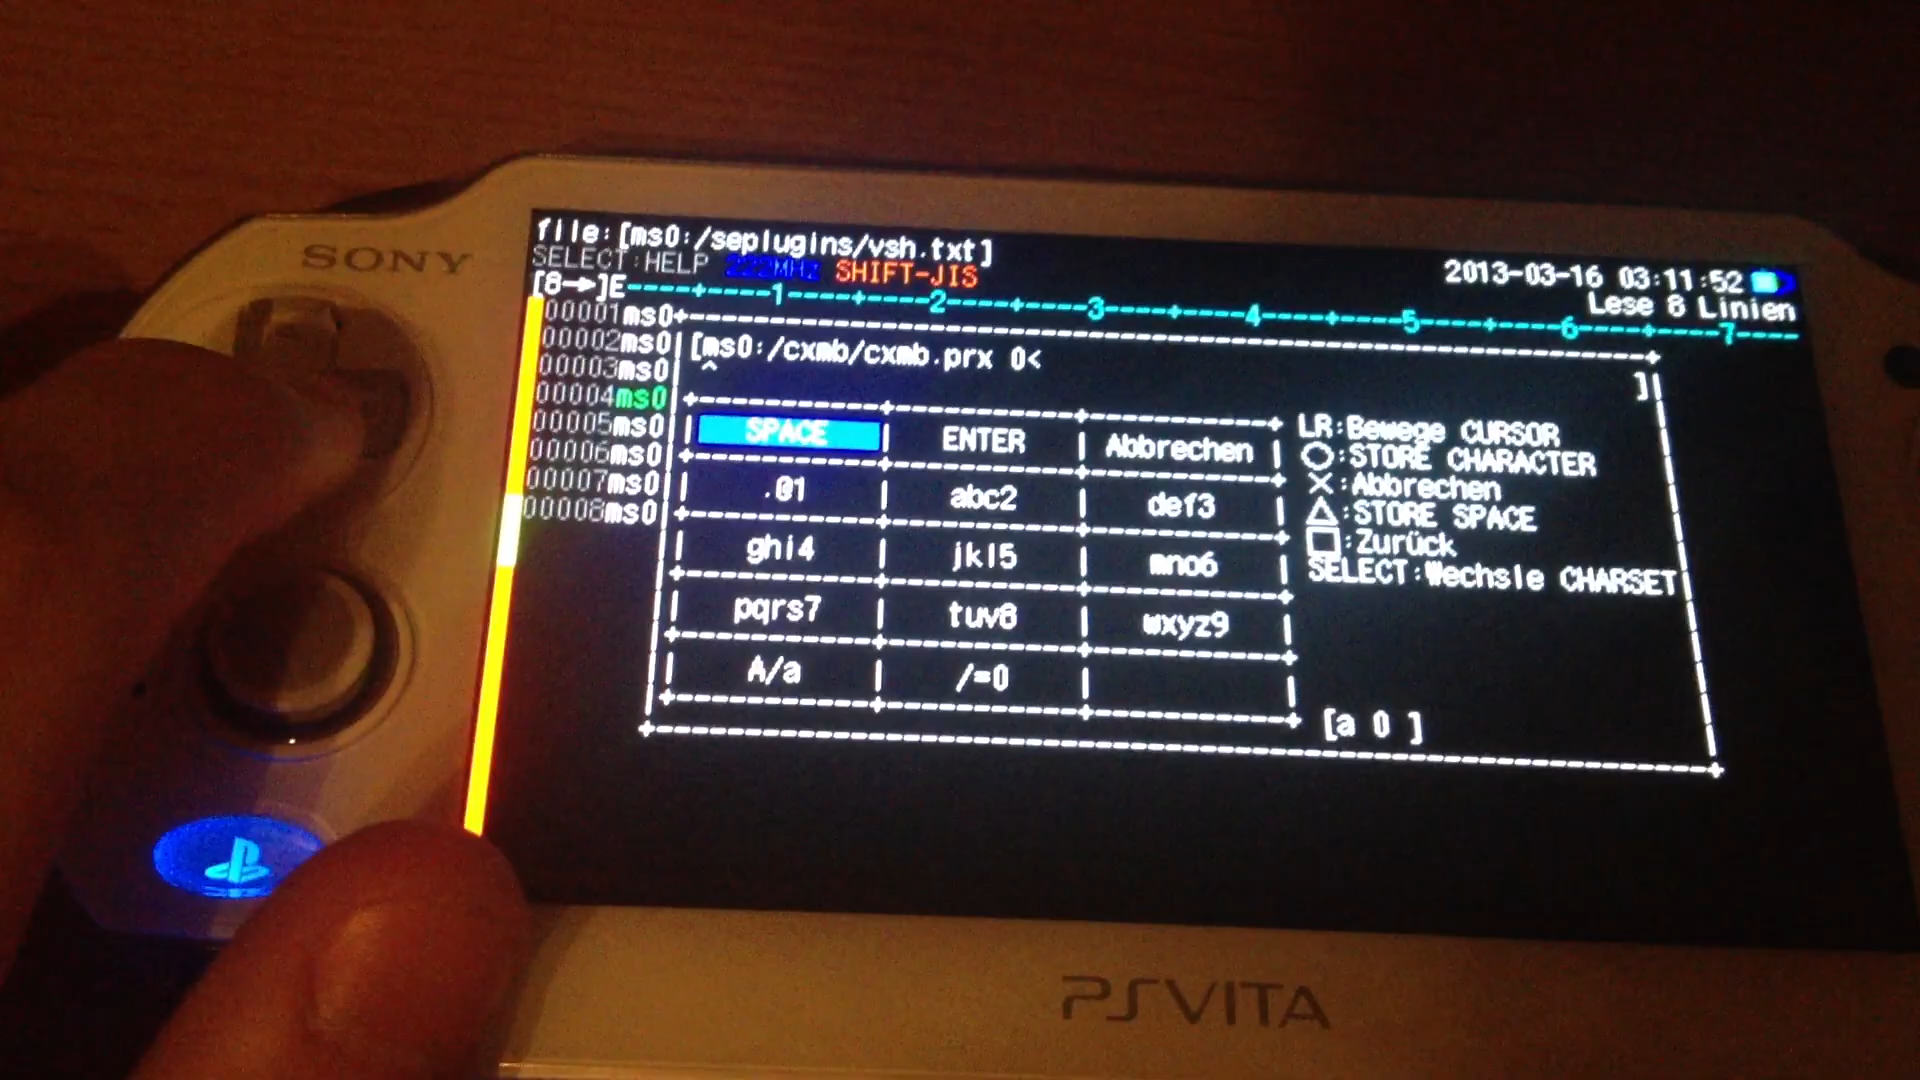 SONY
file:[ms0:/seplugins/vsh.txt]
SELECT:HELP 222MHz SHIFT-JIS
2013-03-16 03:11:52
Lese 8 Linien
[8→]E----+----1----+----2----+----3----+----4----+----5----+----6----+----7----
00001ms0
00002ms0
[ms0:/cxmb/cxmb.prx 0<
00003ms0
^
]
00004ms0
00005ms0
00006ms0
00007ms0
00008ms0
SPACE ENTER Abbrechen
.@1 abc2 def3
ghi4 jkl5 mno6
pqrs7 tuv8 wxyz9
A/a /=0
LR:Bewege CURSOR
○:STORE CHARACTER
×:Abbrechen
△:STORE SPACE
□:Zurück
SELECT:Wechsle CHARSET
[a 0 ]
PSVITA